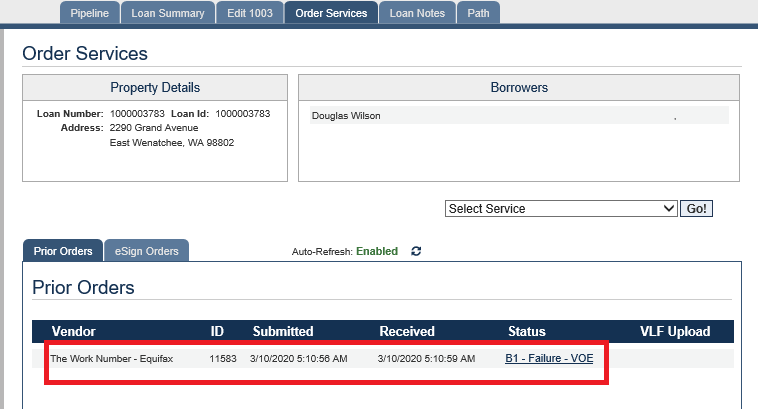 Pipeline Loan Summary Edit 1003 Order Services Loan Notes Path
Order Services
Property Details
Loan Number: 1000003783 Loan Id: 1000003783
Address: 2290 Grand Avenue
East Wenatchee, WA 98802
Borrowers
Douglas Wilson ,
Select Service Go!
Prior Orders eSign Orders Auto-Refresh: Enabled
Prior Orders
Vendor ID Submitted Received Status VLF Upload
The Work Number - Equifax 11583 3/10/2020 5:10:56 AM 3/10/2020 5:10:59 AM B1 - Failure - VOE